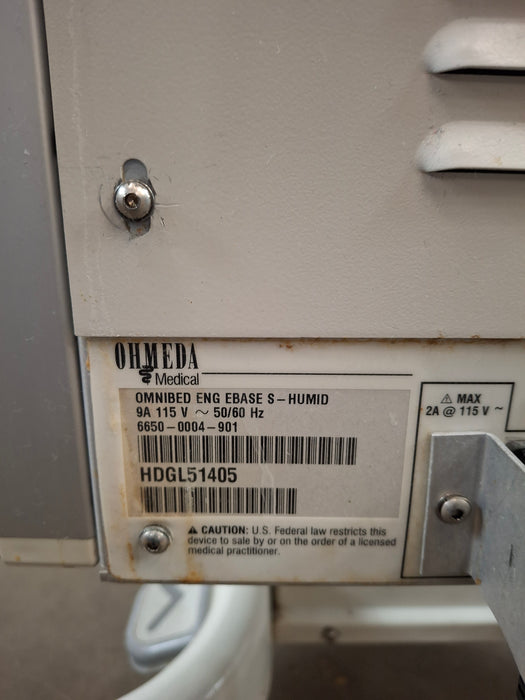 OHMEDA
Medical
OMNIBED ENG EBASE S-HUMID
9A 115 V ~ 50/60 Hz
6650-0004-901
HDGL51405
⚠ CAUTION: U.S. Federal law restricts this
device to sale by or on the order of a licensed
medical practitioner.
⚠ MAX
2A @ 115 V ~